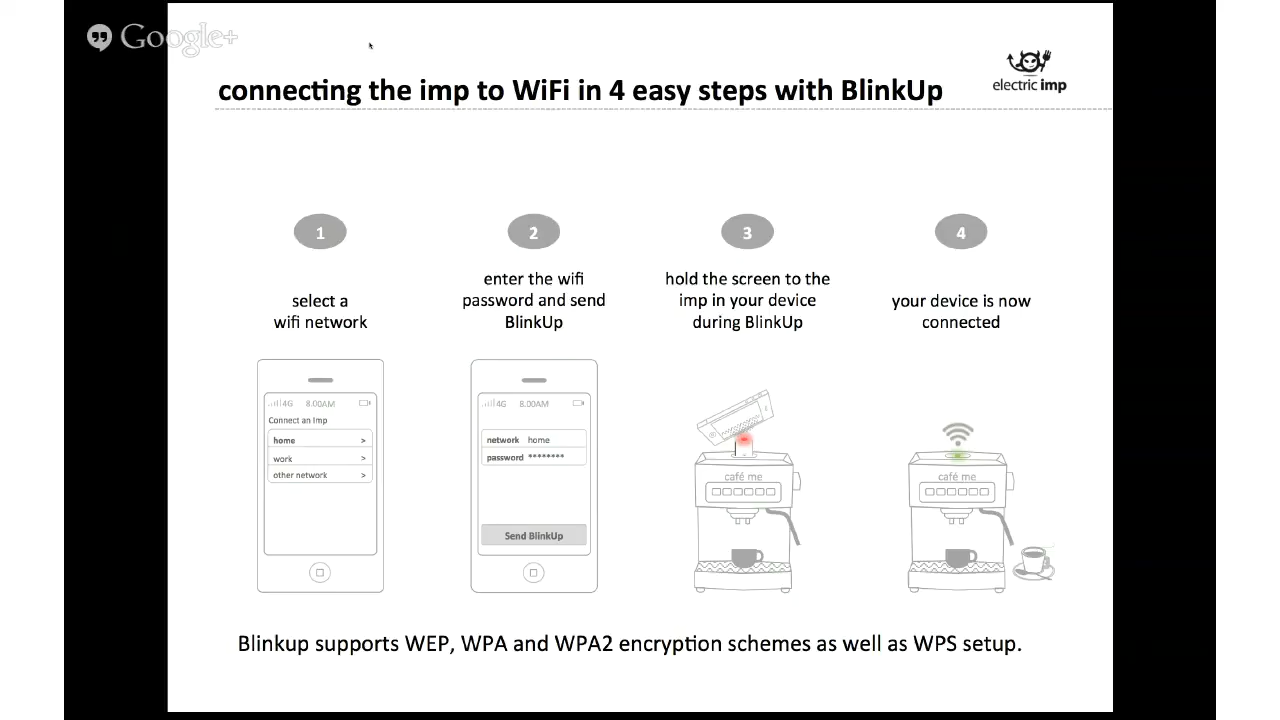 Google+
connecting the imp to WiFi in 4 easy steps with BlinkUp
electric imp
1
2
3
4
select a
wifi network
enter the wifi
password and send
BlinkUp
hold the screen to the
imp in your device
during BlinkUp
your device is now
connected
4G 8.00AM
Connect an Imp
home >
work >
other network >
4G 8.00AM
network home
password ********
Send BlinkUp
café me
café me
Blinkup supports WEP, WPA and WPA2 encryption schemes as well as WPS setup.